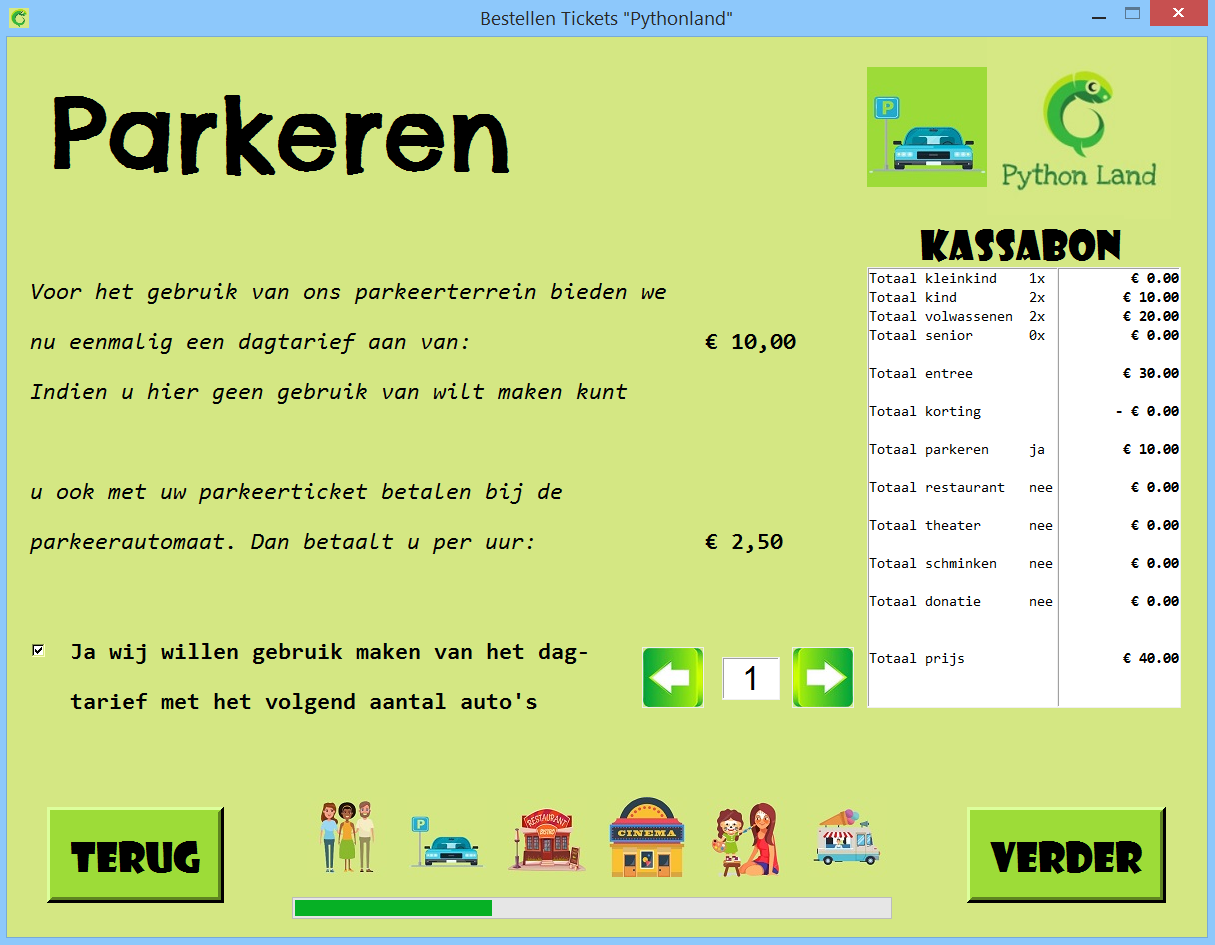 Bestellen Tickets "Pythonland"
Parkeren
P
Python Land
KASSABON
Totaal kleinkind 1x € 0.00
Totaal kind 2x € 10.00
Totaal volwassenen 2x € 20.00
Totaal senior 0x € 0.00
Totaal entree € 30.00
Totaal korting - € 0.00
Totaal parkeren ja € 10.00
Totaal restaurant nee € 0.00
Totaal theater nee € 0.00
Totaal schminken nee € 0.00
Totaal donatie nee € 0.00
Totaal prijs € 40.00
Voor het gebruik van ons parkeerterrein bieden we
nu eenmalig een dagtarief aan van: € 10,00
Indien u hier geen gebruik van wilt maken kunt
u ook met uw parkeerticket betalen bij de
parkeerautomaat. Dan betaalt u per uur: € 2,50
Ja wij willen gebruik maken van het dag-
tarief met het volgend aantal auto's
1
TERUG
P
RESTAURANT
BISTRO
CINEMA
VERDER